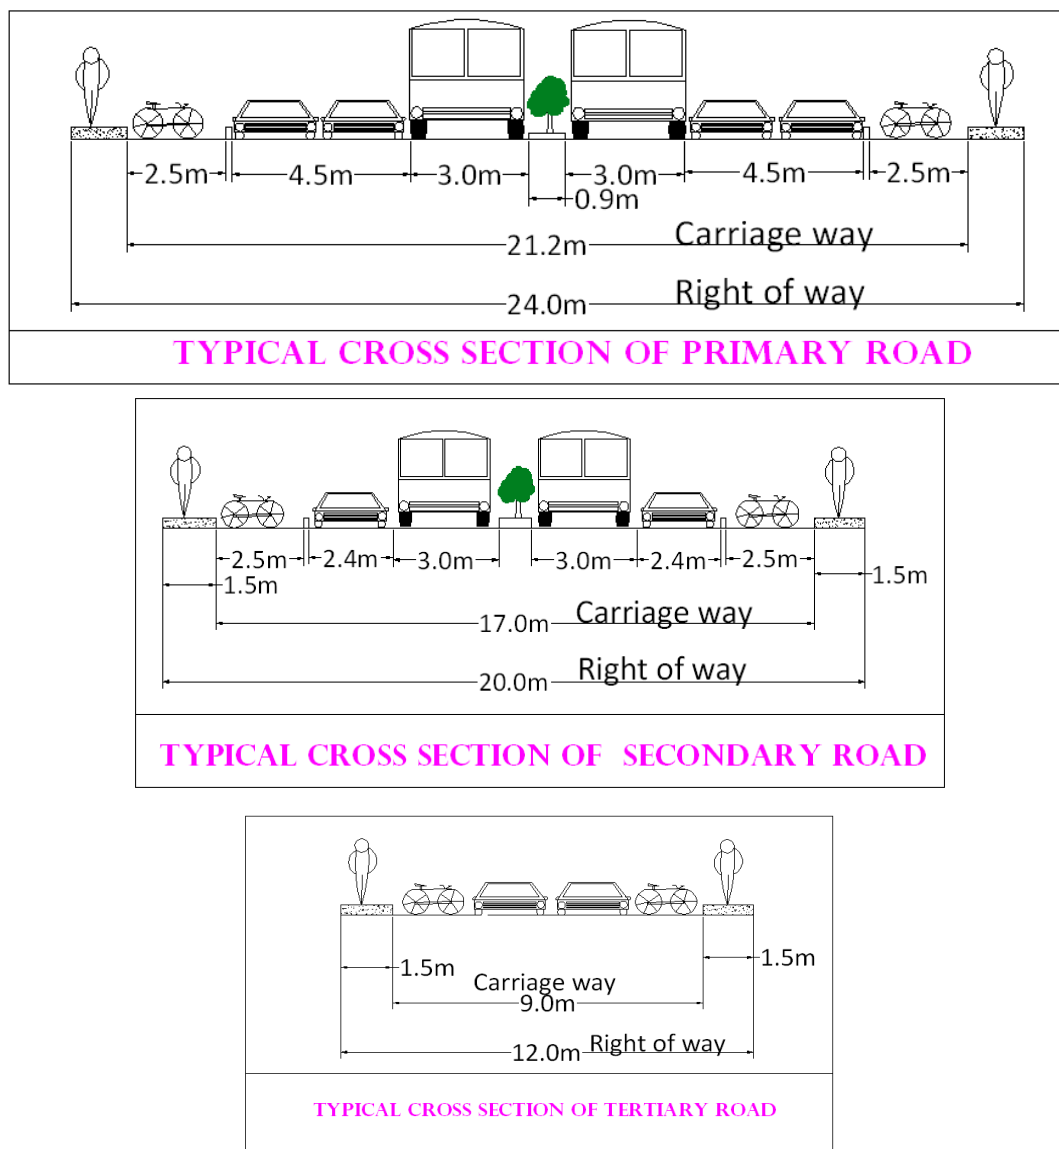 2.5m 4.5m 3.0m 3.0m 4.5m 2.5m
0.9m
Carriage way
21.2m
Right of way
24.0m
TYPICAL CROSS SECTION OF PRIMARY ROAD
2.5m 2.4m 3.0m 3.0m 2.4m 2.5m
1.5m 1.5m
Carriage way
17.0m
Right of way
20.0m
TYPICAL CROSS SECTION OF SECONDARY ROAD
1.5m 1.5m
Carriage way
9.0m
12.0m Right of way
TYPICAL CROSS SECTION OF TERTIARY ROAD